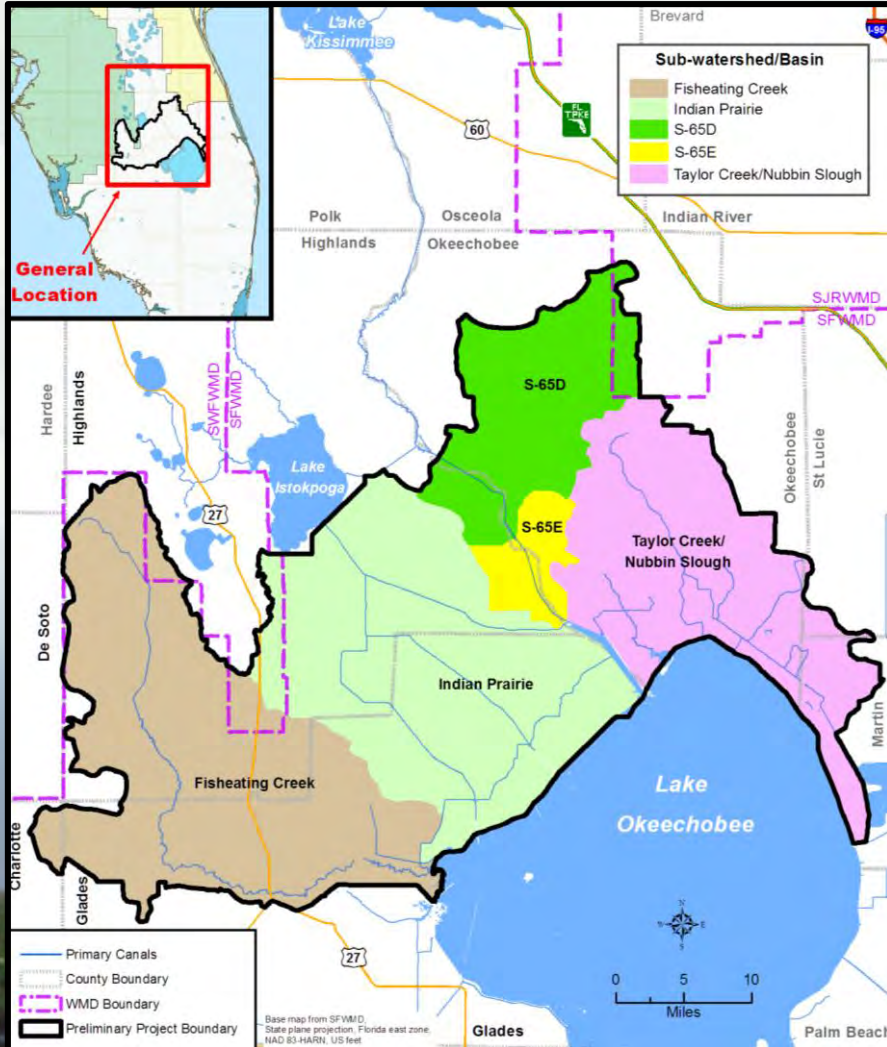 Lake
Kissimmee
Brevard
I-95
Sub-watershed/Basin
Fisheating Creek
Indian Prairie
S-65D
S-65E
Taylor Creek/Nubbin Slough
60
FL
TPKE
General
Location
Polk
Osceola
Indian River
Highlands
Okeechobee
SJRWMD
SFWMD
Hardee
Highlands
SWFWMD
SFWMD
S-65D
Okeechobee
St Lucie
Lake
Istokpoga
27
S-65E
Taylor Creek/
Nubbin Slough
De Soto
Indian Prairie
Martin
Fisheating Creek
Lake
Okeechobee
Charlotte
Glades
N
E
S
W
Primary Canals
County Boundary
WMD Boundary
Preliminary Project Boundary
27
Base map from SFWMD,
State plane projection, Florida east zone,
NAD 83-HARN, US feet
Glades
0 5 10
Miles
Palm Beach